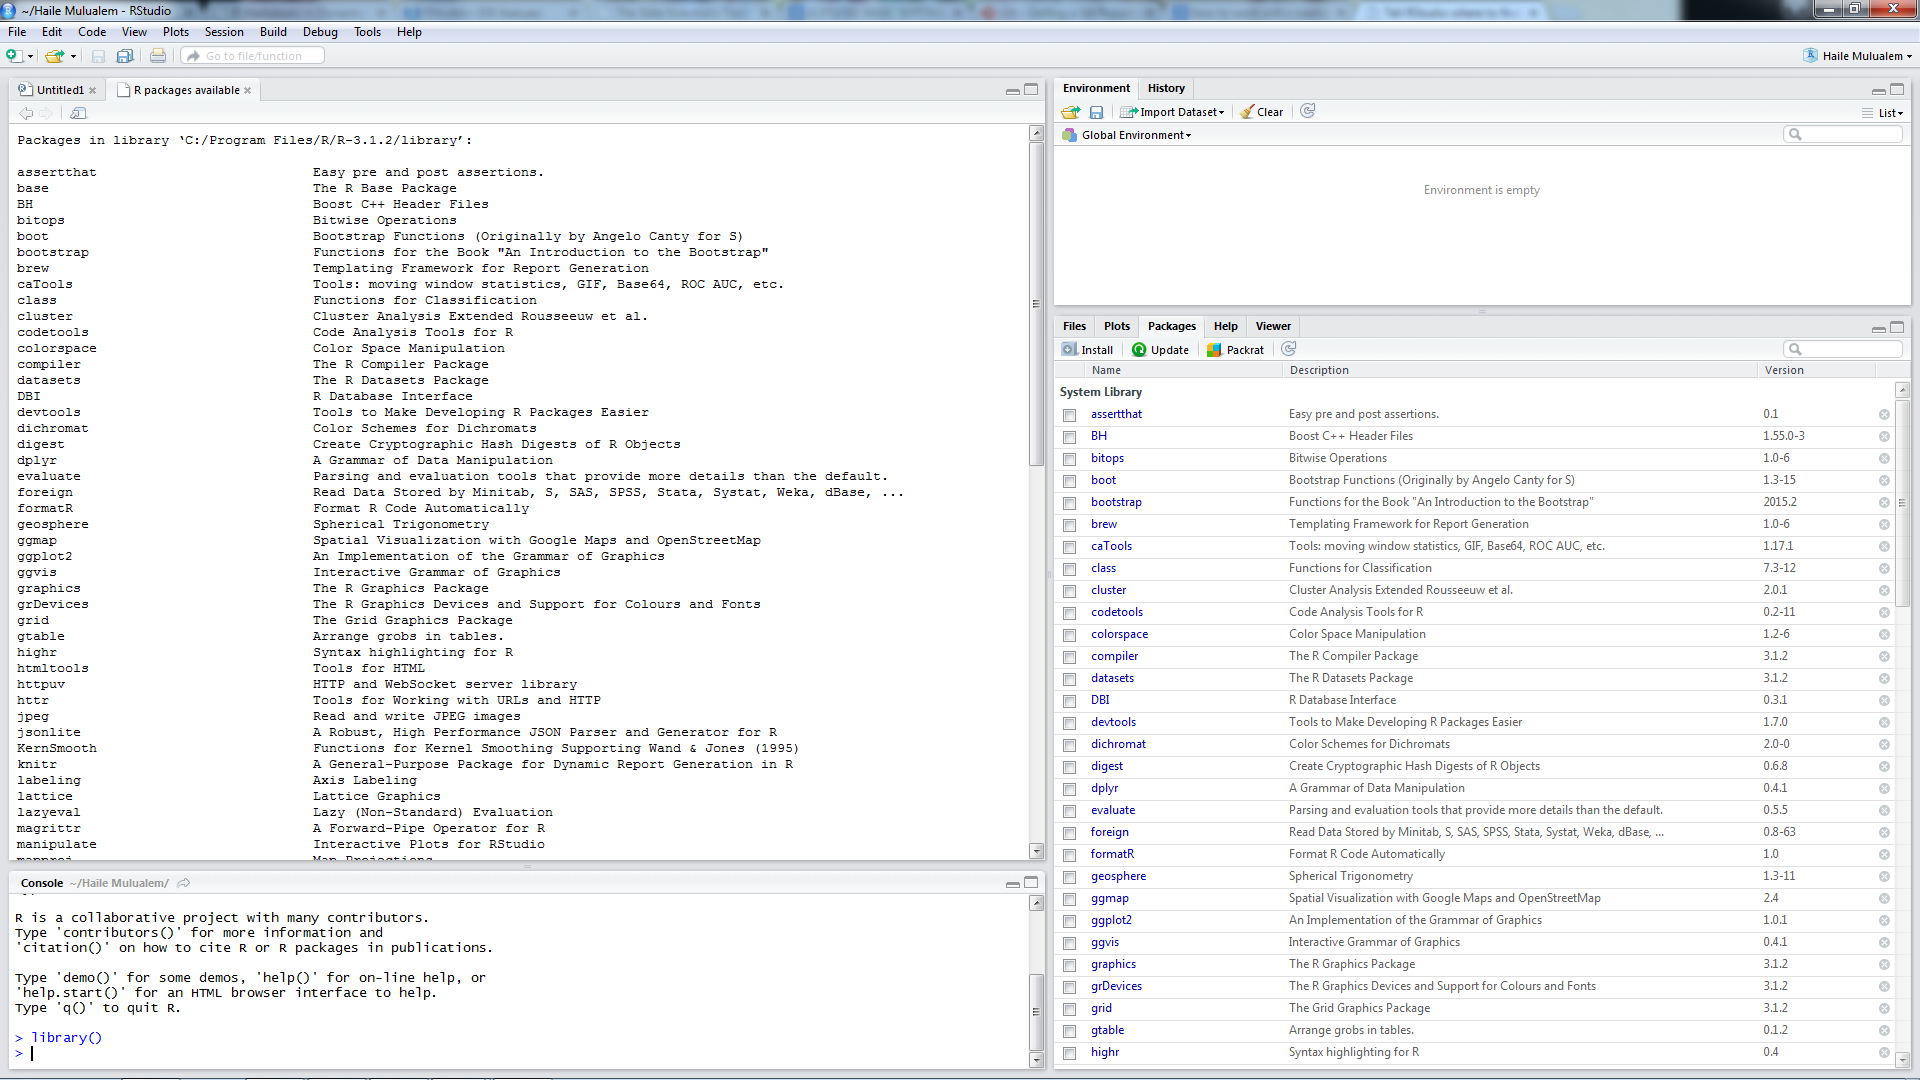 ~/Haile Mulualem - RStudio
File Edit Code View Plots Session Build Debug Tools Help
Go to file/function
Haile Mulualem
Untitled1 R packages available
Packages in library ‘C:/Program Files/R/R-3.1.2/library’:
assertthat Easy pre and post assertions.
base The R Base Package
BH Boost C++ Header Files
bitops Bitwise Operations
boot Bootstrap Functions (Originally by Angelo Canty for S)
bootstrap Functions for the Book "An Introduction to the Bootstrap"
brew Templating Framework for Report Generation
caTools Tools: moving window statistics, GIF, Base64, ROC AUC, etc.
class Functions for Classification
cluster Cluster Analysis Extended Rousseeuw et al.
codetools Code Analysis Tools for R
colorspace Color Space Manipulation
compiler The R Compiler Package
datasets The R Datasets Package
DBI R Database Interface
devtools Tools to Make Developing R Packages Easier
dichromat Color Schemes for Dichromats
digest Create Cryptographic Hash Digests of R Objects
dplyr A Grammar of Data Manipulation
evaluate Parsing and evaluation tools that provide more details than the default.
foreign Read Data Stored by Minitab, S, SAS, SPSS, Stata, Systat, Weka, dBase, ...
formatR Format R Code Automatically
geosphere Spherical Trigonometry
ggmap Spatial Visualization with Google Maps and OpenStreetMap
ggplot2 An Implementation of the Grammar of Graphics
ggvis Interactive Grammar of Graphics
graphics The R Graphics Package
grDevices The R Graphics Devices and Support for Colours and Fonts
grid The Grid Graphics Package
gtable Arrange grobs in tables.
highr Syntax highlighting for R
htmltools Tools for HTML
httpuv HTTP and WebSocket server library
httr Tools for Working with URLs and HTTP
jpeg Read and write JPEG images
jsonlite A Robust, High Performance JSON Parser and Generator for R
KernSmooth Functions for Kernel Smoothing Supporting Wand & Jones (1995)
knitr A General-Purpose Package for Dynamic Report Generation in R
labeling Axis Labeling
lattice Lattice Graphics
lazyeval Lazy (Non-Standard) Evaluation
magrittr A Forward-Pipe Operator for R
manipulate Interactive Plots for RStudio
mapproj Map Projections
Console ~/Haile Mulualem/
R is a collaborative project with many contributors.
Type 'contributors()' for more information and
'citation()' on how to cite R or R packages in publications.
Type 'demo()' for some demos, 'help()' for on-line help, or
'help.start()' for an HTML browser interface to help.
Type 'q()' to quit R.
> library()
>
Environment History
Import Dataset Clear List
Global Environment
Environment is empty
Files Plots Packages Help Viewer
Install Update Packrat
Name Description Version
System Library
assertthat Easy pre and post assertions. 0.1
BH Boost C++ Header Files 1.55.0-3
bitops Bitwise Operations 1.0-6
boot Bootstrap Functions (Originally by Angelo Canty for S) 1.3-15
bootstrap Functions for the Book "An Introduction to the Bootstrap" 2015.2
brew Templating Framework for Report Generation 1.0-6
caTools Tools: moving window statistics, GIF, Base64, ROC AUC, etc. 1.17.1
class Functions for Classification 7.3-12
cluster Cluster Analysis Extended Rousseeuw et al. 2.0.1
codetools Code Analysis Tools for R 0.2-11
colorspace Color Space Manipulation 1.2-6
compiler The R Compiler Package 3.1.2
datasets The R Datasets Package 3.1.2
DBI R Database Interface 0.3.1
devtools Tools to Make Developing R Packages Easier 1.7.0
dichromat Color Schemes for Dichromats 2.0-0
digest Create Cryptographic Hash Digests of R Objects 0.6.8
dplyr A Grammar of Data Manipulation 0.4.1
evaluate Parsing and evaluation tools that provide more details than the default. 0.5.5
foreign Read Data Stored by Minitab, S, SAS, SPSS, Stata, Systat, Weka, dBase, ... 0.8-63
formatR Format R Code Automatically 1.0
geosphere Spherical Trigonometry 1.3-11
ggmap Spatial Visualization with Google Maps and OpenStreetMap 2.4
ggplot2 An Implementation of the Grammar of Graphics 1.0.1
ggvis Interactive Grammar of Graphics 0.4.1
graphics The R Graphics Package 3.1.2
grDevices The R Graphics Devices and Support for Colours and Fonts 3.1.2
grid The Grid Graphics Package 3.1.2
gtable Arrange grobs in tables. 0.1.2
highr Syntax highlighting for R 0.4